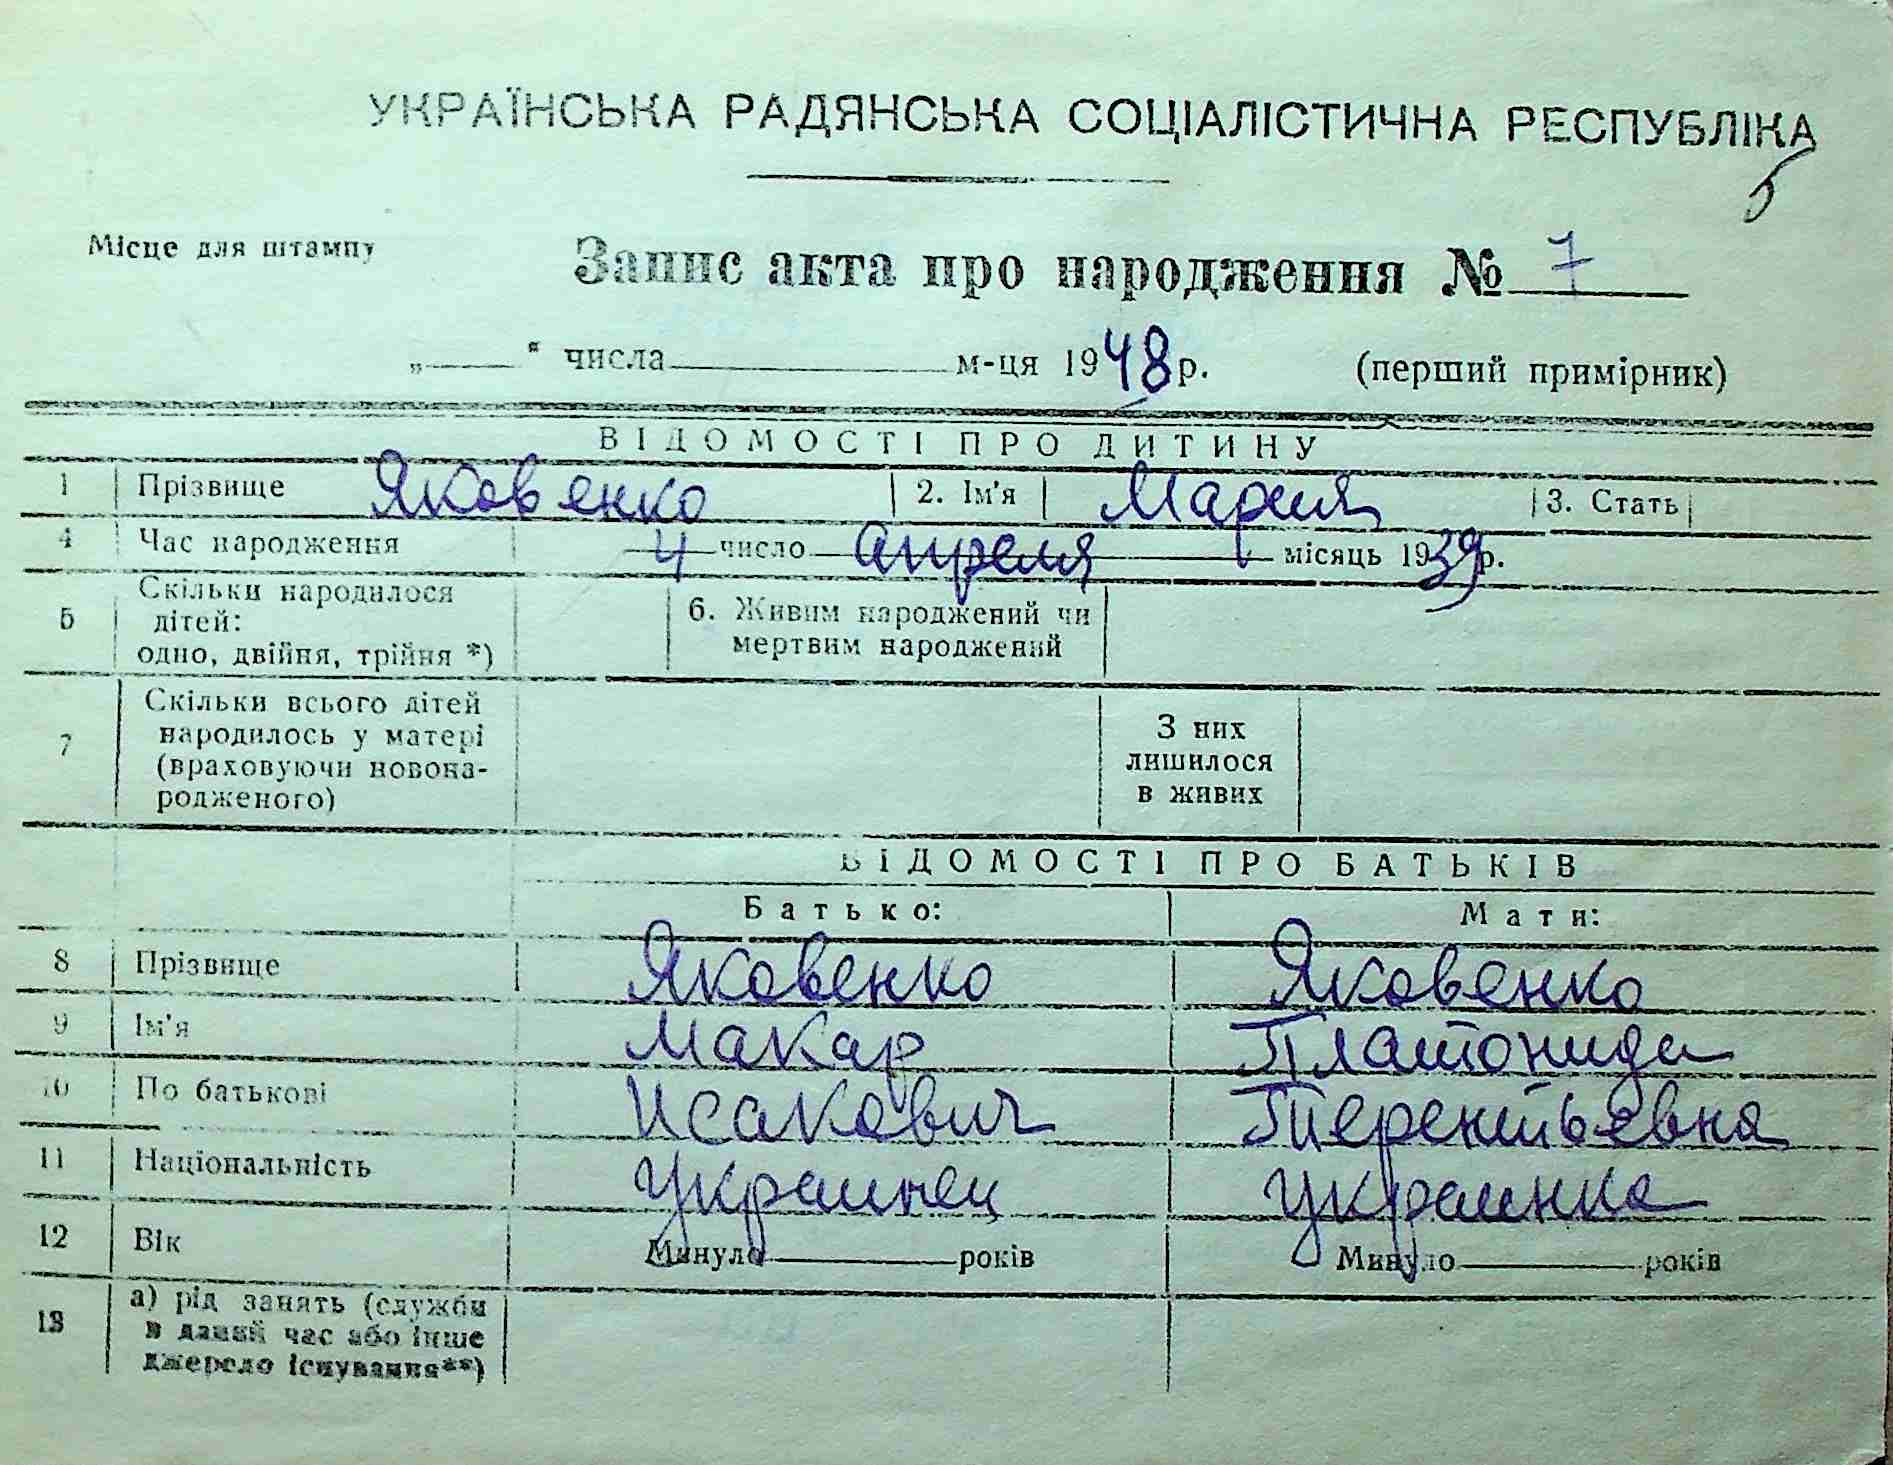 УКРАЇНСЬКА РАДЯНСЬКА СОЦІАЛІСТИЧНА РЕСПУБЛІКА
Місце для штампу
Запис акта про народження № 7
„ “ числа м-ця 1948 р. (перший примірник)
ВІДОМОСТІ ПРО ДИТИНУ
1 Прізвище Яковенко 2. Ім'я Мария 3. Стать
4 Час народження 4 число апреля місяць 1939 р.
5 Скільки народилося дітей: одно, двійня, трійня *) 6. Живим народжений чи мертвим народжений
7 Скільки всього дітей народилось у матері (враховуючи новона-родженого) З них лишилося в живих
ВІДОМОСТІ ПРО БАТЬКІВ
Батько: Мати:
8 Прізвище Яковенко Яковенко
9 Ім'я Макар Платонида
10 По батькові Исакович Терентьевна
11 Національність Украинец Украинка
12 Вік Минуло років Минуло років
13 а) рід занять (служби в даний час або інше джерело існування**)